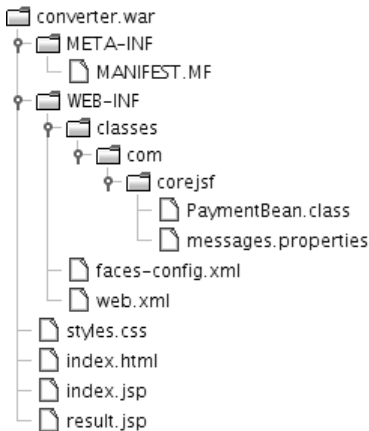 converter.war
META-INF
MANIFEST.MF
WEB-INF
classes
com
corejsf
PaymentBean.class
messages.properties
faces-config.xml
web.xml
styles.css
index.html
index.jsp
result.jsp